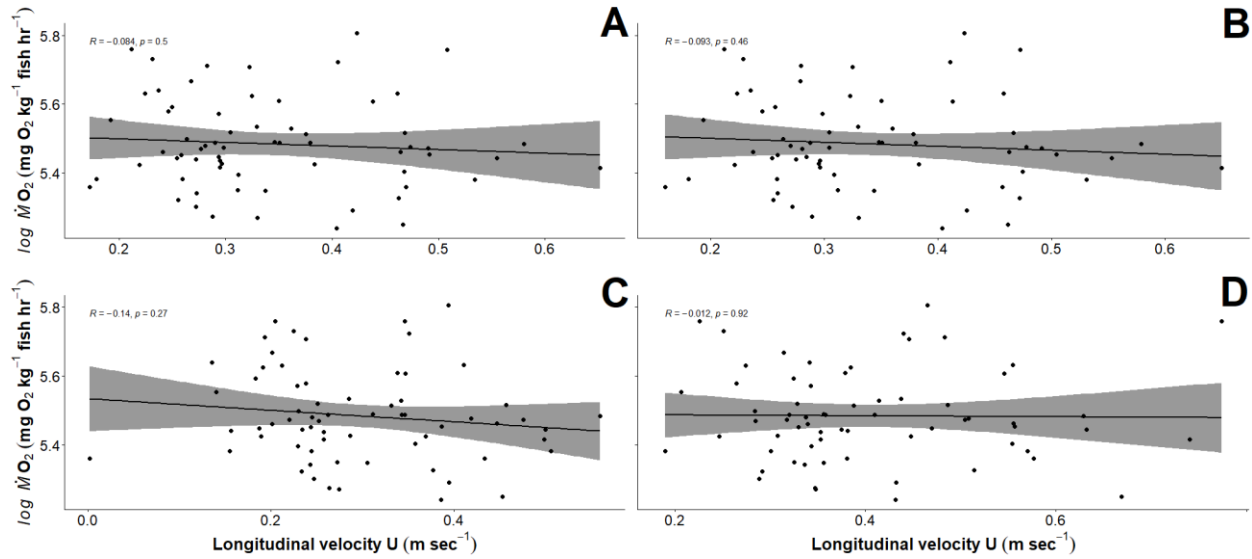 A
B
R = −0.084, p = 0.5
R = −0.093, p = 0.46
5.8
5.6
5.4
log ṀO₂ (mg O₂ kg⁻¹ fish hr⁻¹)
0.2 0.3 0.4 0.5 0.6
0.2 0.3 0.4 0.5 0.6
C
D
R = −0.14, p = 0.27
R = −0.012, p = 0.92
5.8
5.6
5.4
log ṀO₂ (mg O₂ kg⁻¹ fish hr⁻¹)
0.0 0.2 0.4
0.2 0.4 0.6
Longitudinal velocity U (m sec⁻¹)
Longitudinal velocity U (m sec⁻¹)